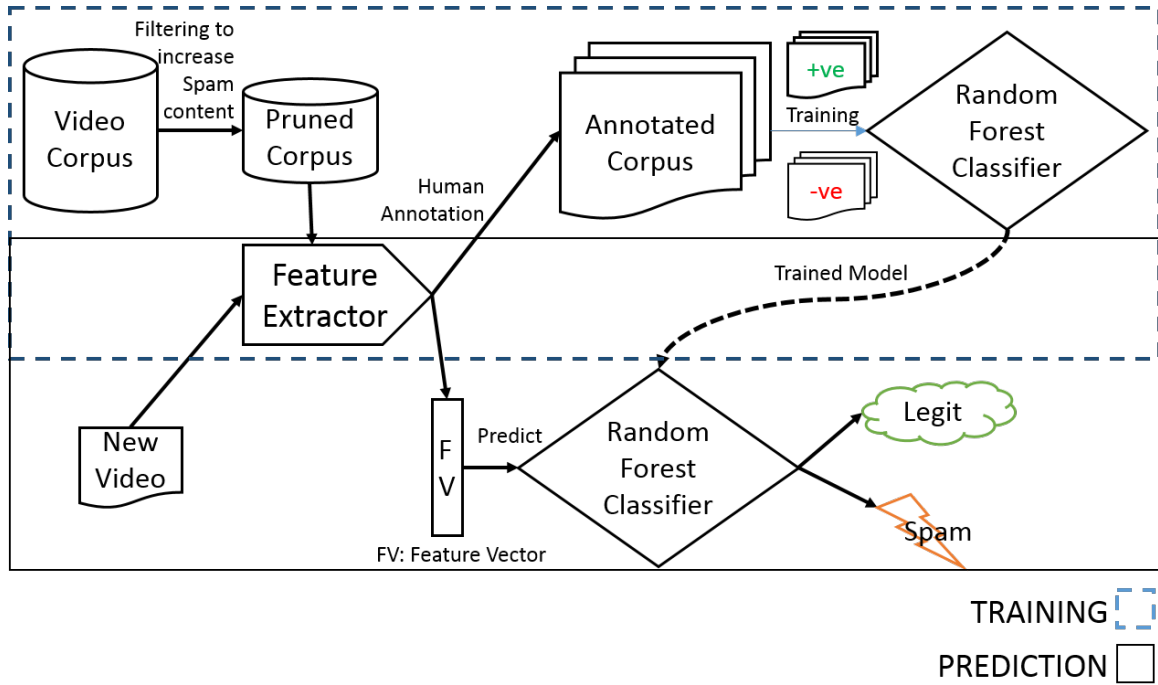 Filtering to
increase
Spam
content
Video
Corpus
Pruned
Corpus
Human
Annotation
Annotated
Corpus
+ve
Training
-ve
Random
Forest
Classifier
Feature
Extractor
Trained Model
New
Video
F
V
FV: Feature Vector
Predict
Random
Forest
Classifier
Legit
Spam
TRAINING
PREDICTION